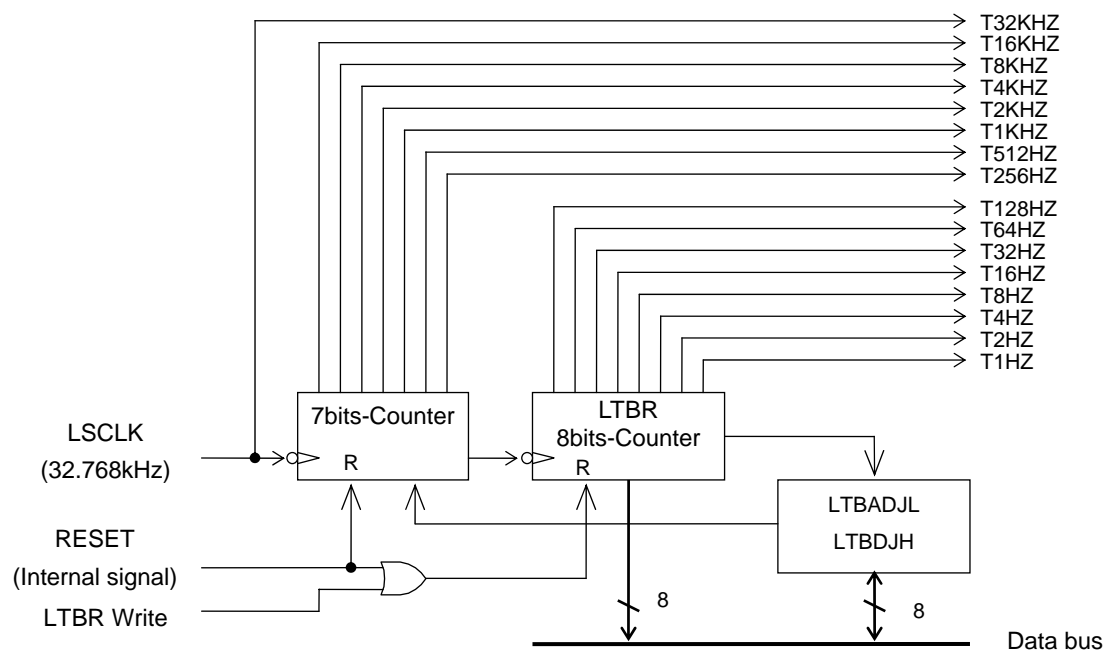 T32KHZ
T16KHZ
T8KHZ
T4KHZ
T2KHZ
T1KHZ
T512HZ
T256HZ
T128HZ
T64HZ
T32HZ
T16HZ
T8HZ
T4HZ
T2HZ
T1HZ
7bits-Counter
R
LTBR
8bits-Counter
R
LSCLK
(32.768kHz)
LTBADJL
LTBDJH
RESET
(Internal signal)
LTBR Write
8
8
Data bus